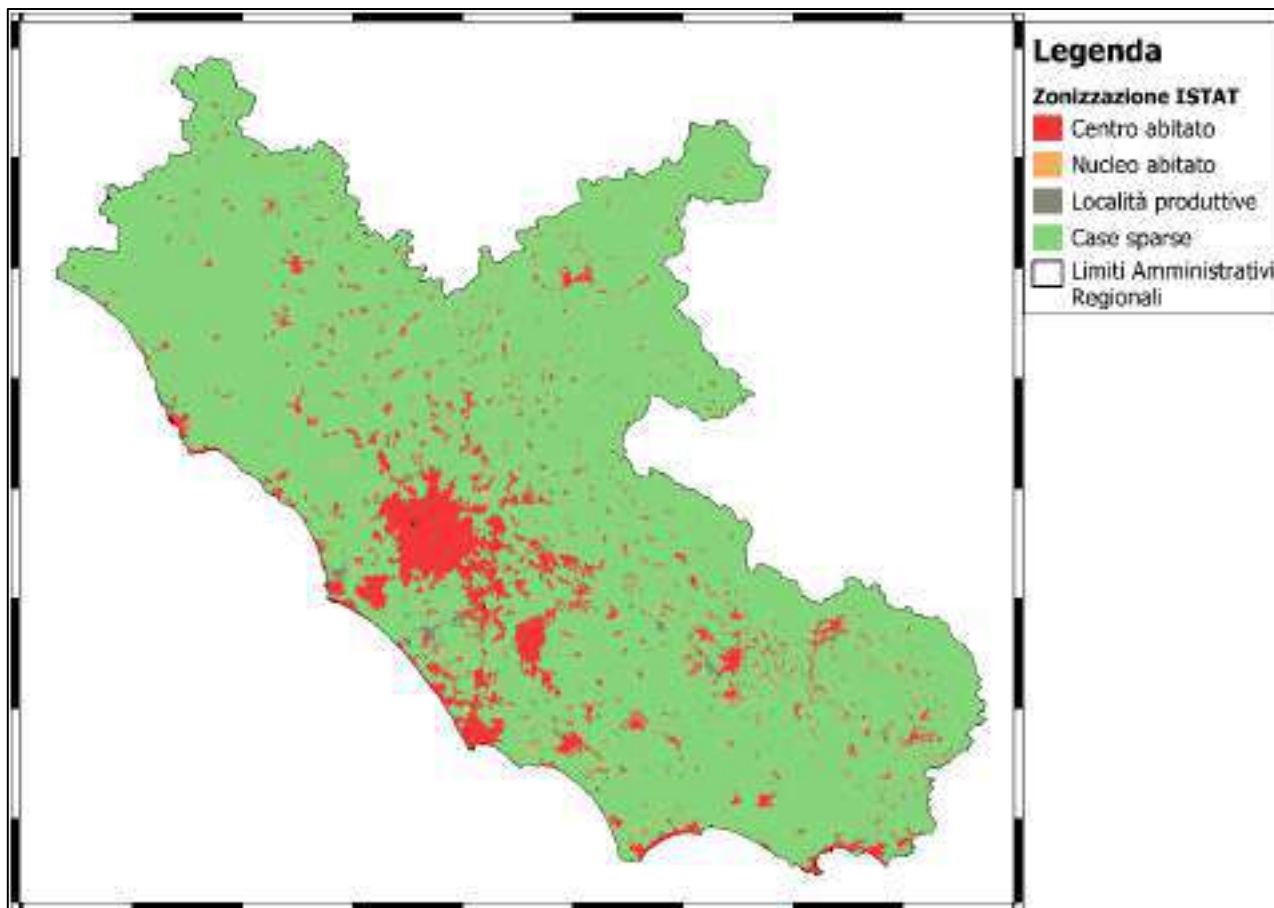 Legenda
Zonizzazione ISTAT
Centro abitato
Nucleo abitato
Località produttive
Case sparse
Limiti Amministrativi
Regionali